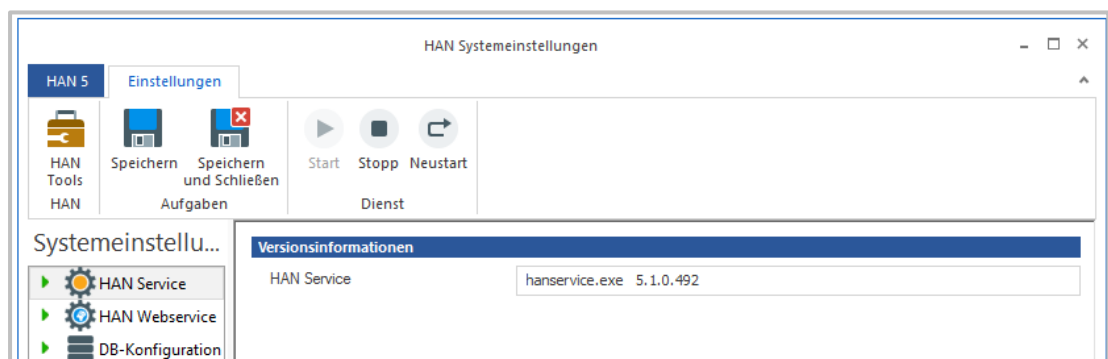 HAN Systemeinstellungen
HAN 5 Einstellungen
HAN Tools
Speichern
Speichern und Schließen
Start
Stopp
Neustart
HAN
Aufgaben
Dienst
Systemeinstellu...
Versionsinformationen
HAN Service
HAN Service
hanservice.exe 5.1.0.492
HAN Webservice
DB-Konfiguration